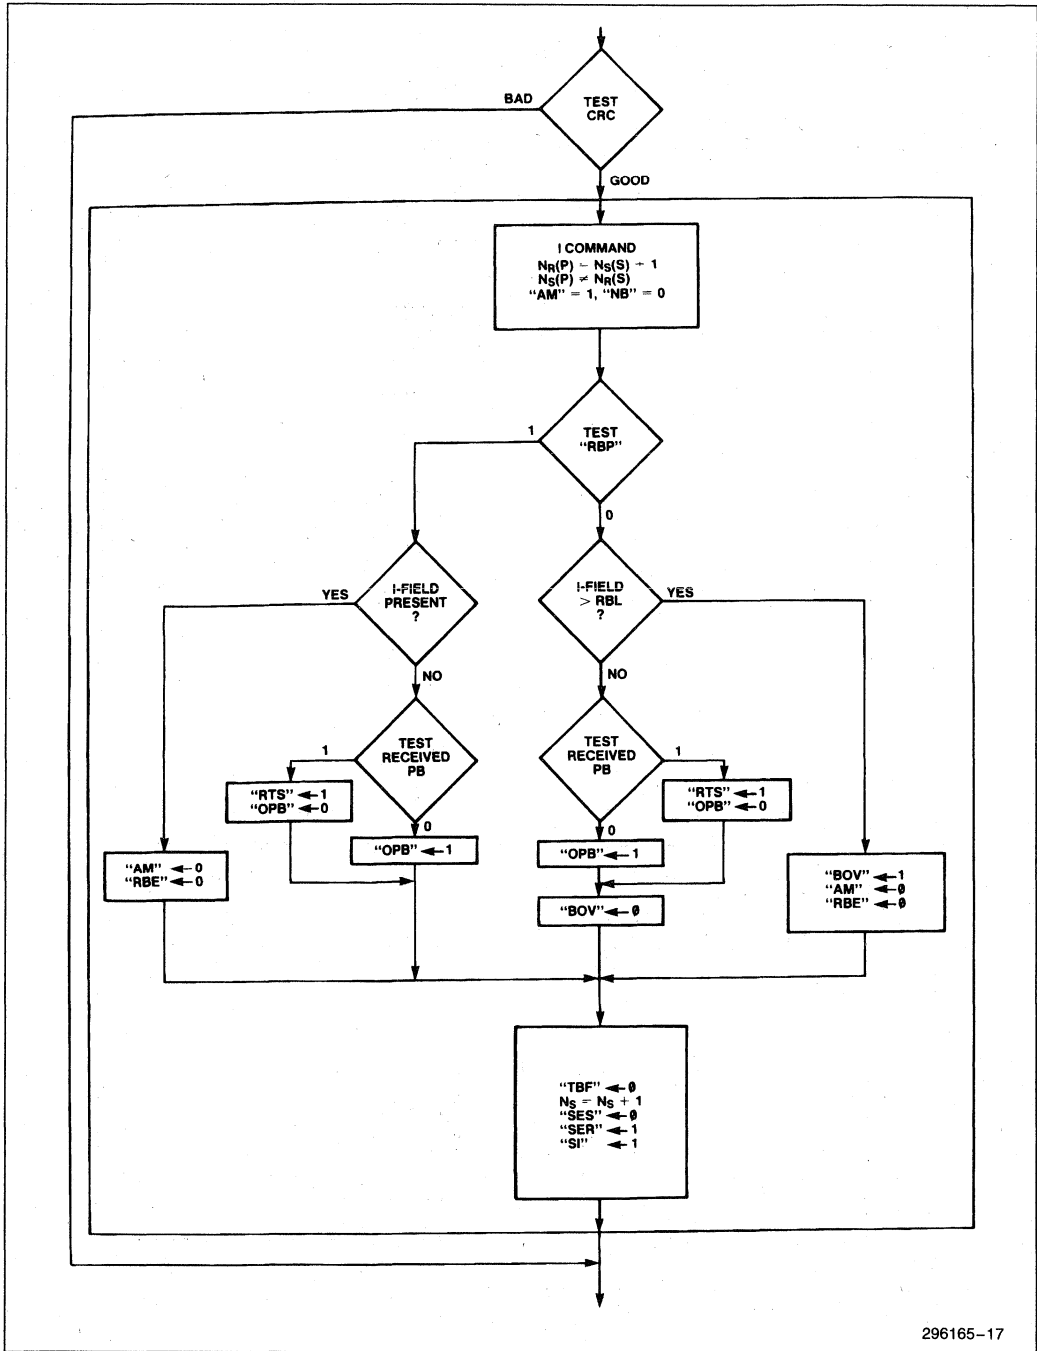 TEST
CRC
BAD
GOOD
I COMMAND
NR(P) = NS(S) + 1
NS(P) ≠ NR(S)
"AM" = 1, "NB" = 0
TEST
"RBP"
1
0
I-FIELD
PRESENT
?
YES
NO
I-FIELD
> RBL
?
YES
NO
TEST
RECEIVED
PB
1
0
TEST
RECEIVED
PB
1
0
"RTS" ← 1
"OPB" ← 0
"OPB" ← 1
"RTS" ← 1
"OPB" ← 0
"OPB" ← 1
"AM" ← 0
"RBE" ← 0
"BOV" ← 0
"BOV" ← 1
"AM" ← 0
"RBE" ← 0
"TBF" ← 0
NS = NS + 1
"SES" ← 0
"SER" ← 1
"SI" ← 1
296165-17